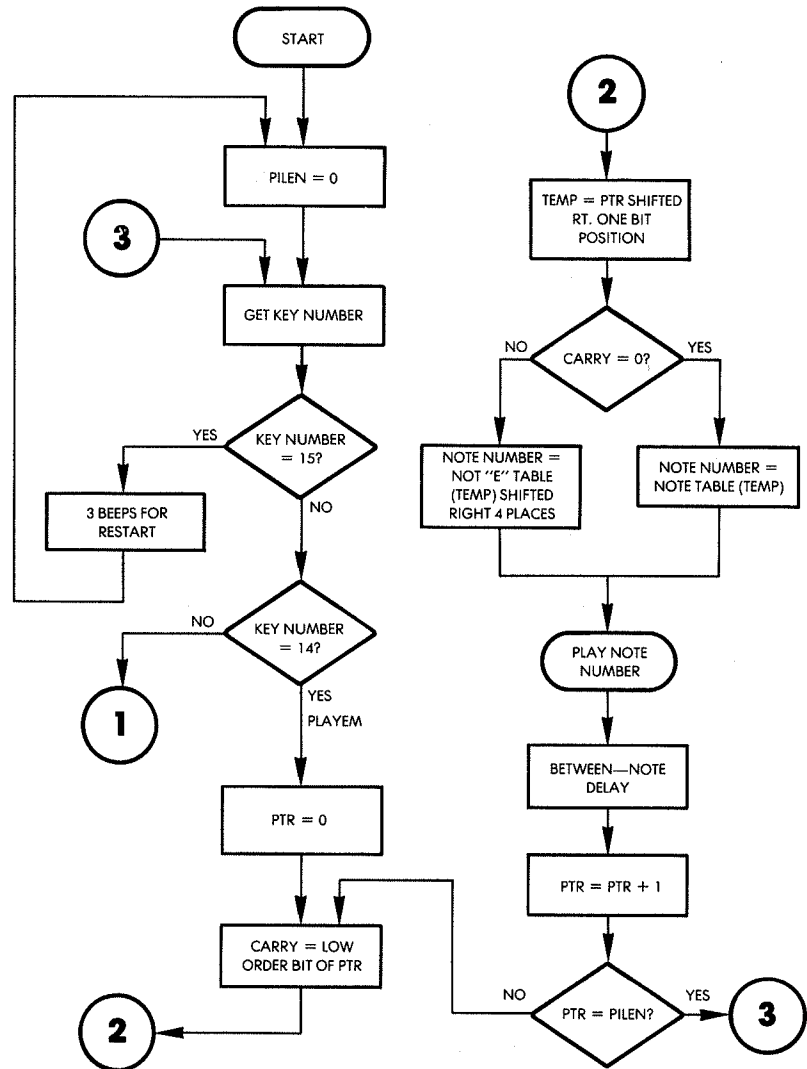 START
PILEN = 0
3
GET KEY NUMBER
YES
KEY NUMBER
= 15?
3 BEEPS FOR
RESTART
NO
NO
KEY NUMBER
= 14?
1
YES
PLAYEM
PTR = 0
CARRY = LOW
ORDER BIT OF PTR
2
2
TEMP = PTR SHIFTED
RT. ONE BIT
POSITION
NO
CARRY = 0?
YES
NOTE NUMBER =
NOT "E" TABLE
(TEMP) SHIFTED
RIGHT 4 PLACES
NOTE NUMBER =
NOTE TABLE (TEMP)
PLAY NOTE
NUMBER
BETWEEN—NOTE
DELAY
PTR = PTR + 1
NO
PTR = PILEN?
YES
3